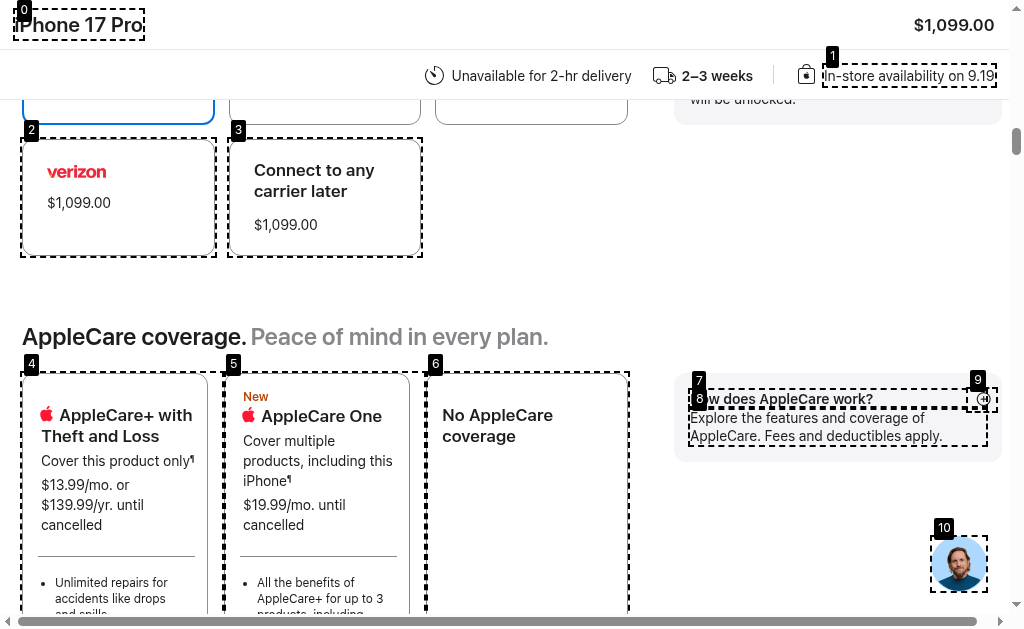 iPhone 17 Pro
$1,099.00
Unavailable for 2-hr delivery
2–3 weeks
In-store availability on 9.19
will be unlocked.
verizon
$1,099.00
Connect to any
carrier later
$1,099.00
AppleCare coverage. Peace of mind in every plan.
AppleCare+ with
Theft and Loss
Cover this product only¶
$13.99/mo. or
$139.99/yr. until
cancelled
• Unlimited repairs for
accidents like drops
and spills
New
AppleCare One
Cover multiple
products, including this
iPhone¶
$19.99/mo. until
cancelled
• All the benefits of
AppleCare+ for up to 3
products, including
No AppleCare
coverage
How does AppleCare work?
Explore the features and coverage of
AppleCare. Fees and deductibles apply.
0
1
2
3
4
5
6
7
8
9
10